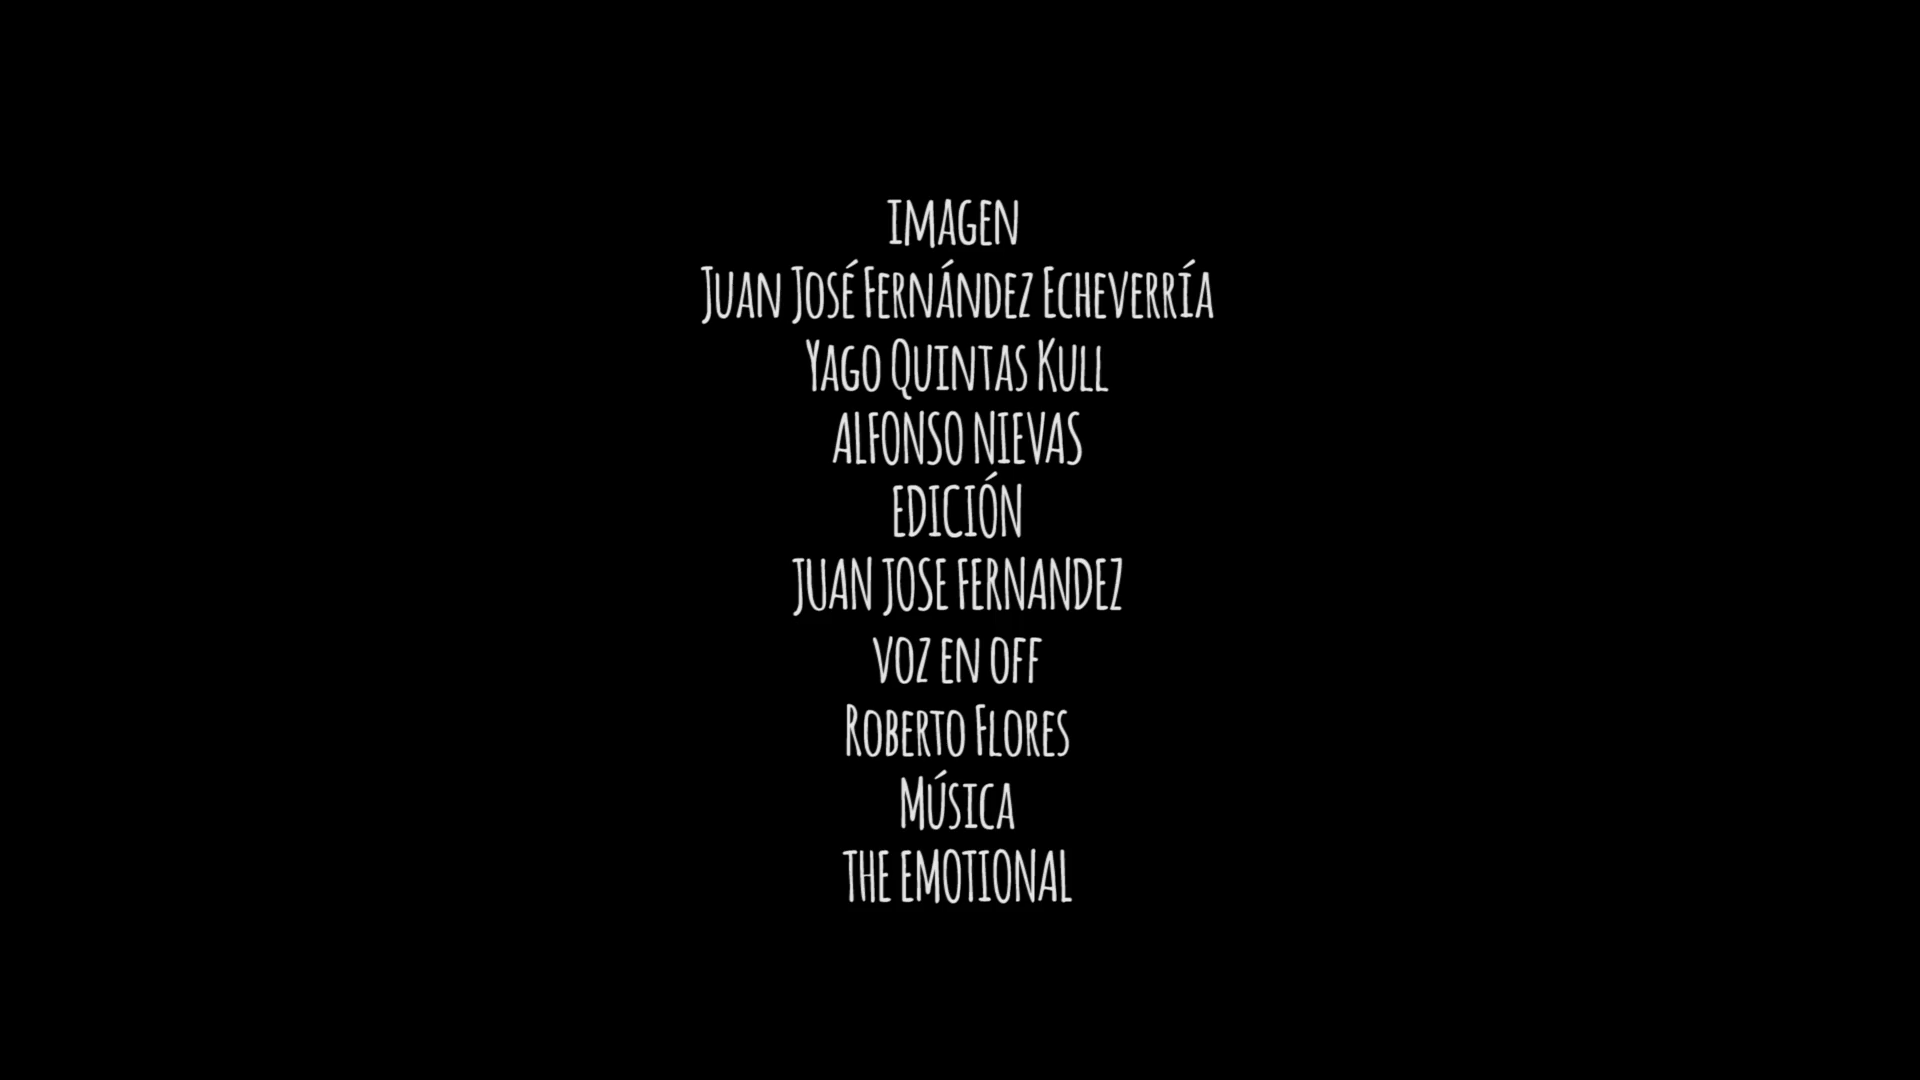 IMAGEN
Juan José Fernández Echeverría
Yago Quintas Kull
ALFONSO NIEVAS
EDICIÓN
JUAN JOSE FERNANDEZ
VOZ EN OFF
Roberto Flores
Música
THE EMOTIONAL